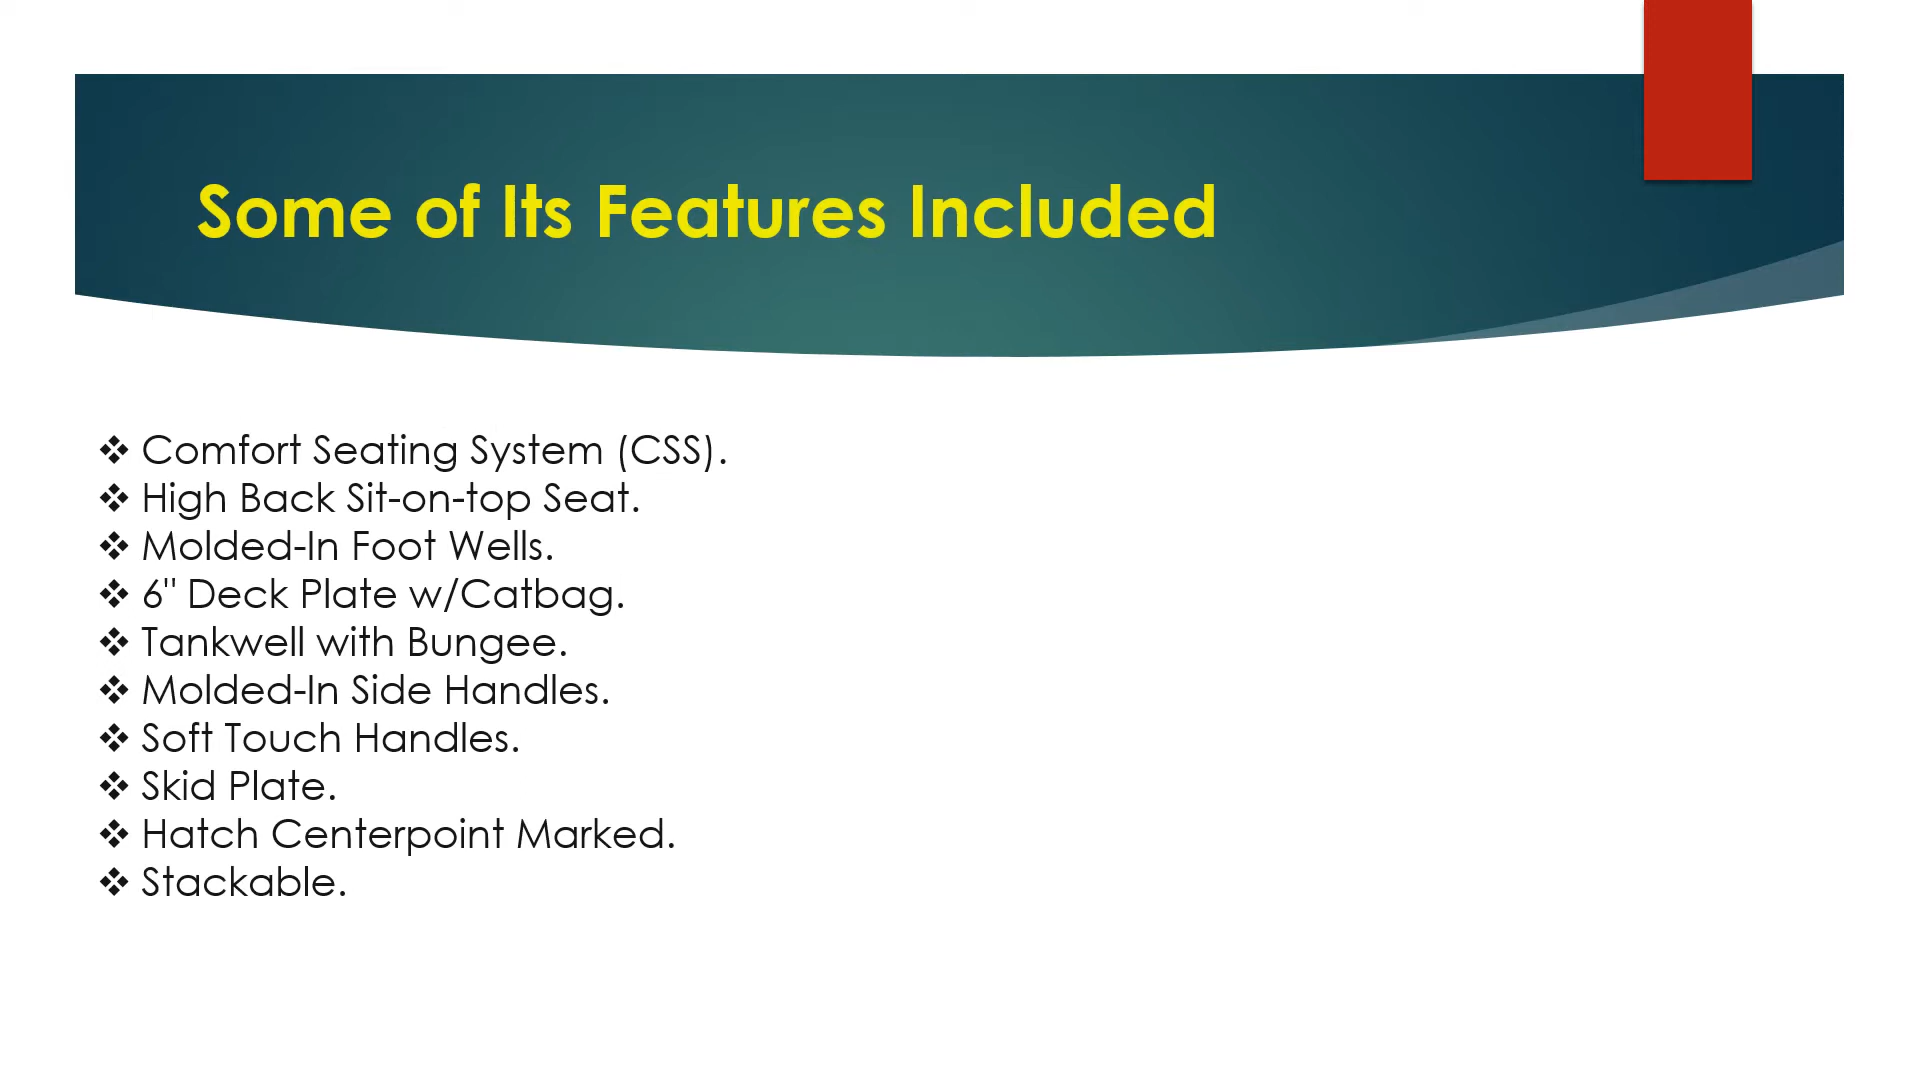 Some of Its Features Included
❖ Comfort Seating System (CSS).
❖ High Back Sit-on-top Seat.
❖ Molded-In Foot Wells.
❖ 6" Deck Plate w/Catbag.
❖ Tankwell with Bungee.
❖ Molded-In Side Handles.
❖ Soft Touch Handles.
❖ Skid Plate.
❖ Hatch Centerpoint Marked.
❖ Stackable.